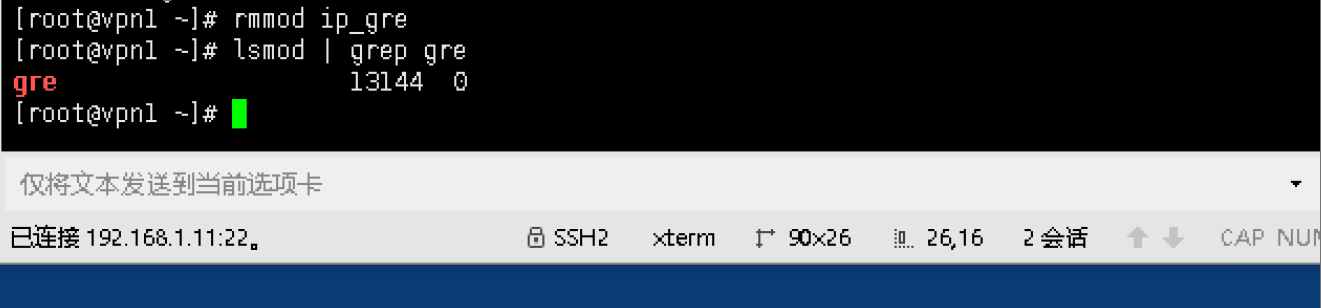 [root@vpn1 ~]# rmmod ip_gre
[root@vpn1 ~]# lsmod | grep gre
gre 13144 0
[root@vpn1 ~]#
仅将文本发送到当前选项卡
已连接 192.168.1.11:22。 SSH2 xterm 90×26 26,16 2 会话 CAP